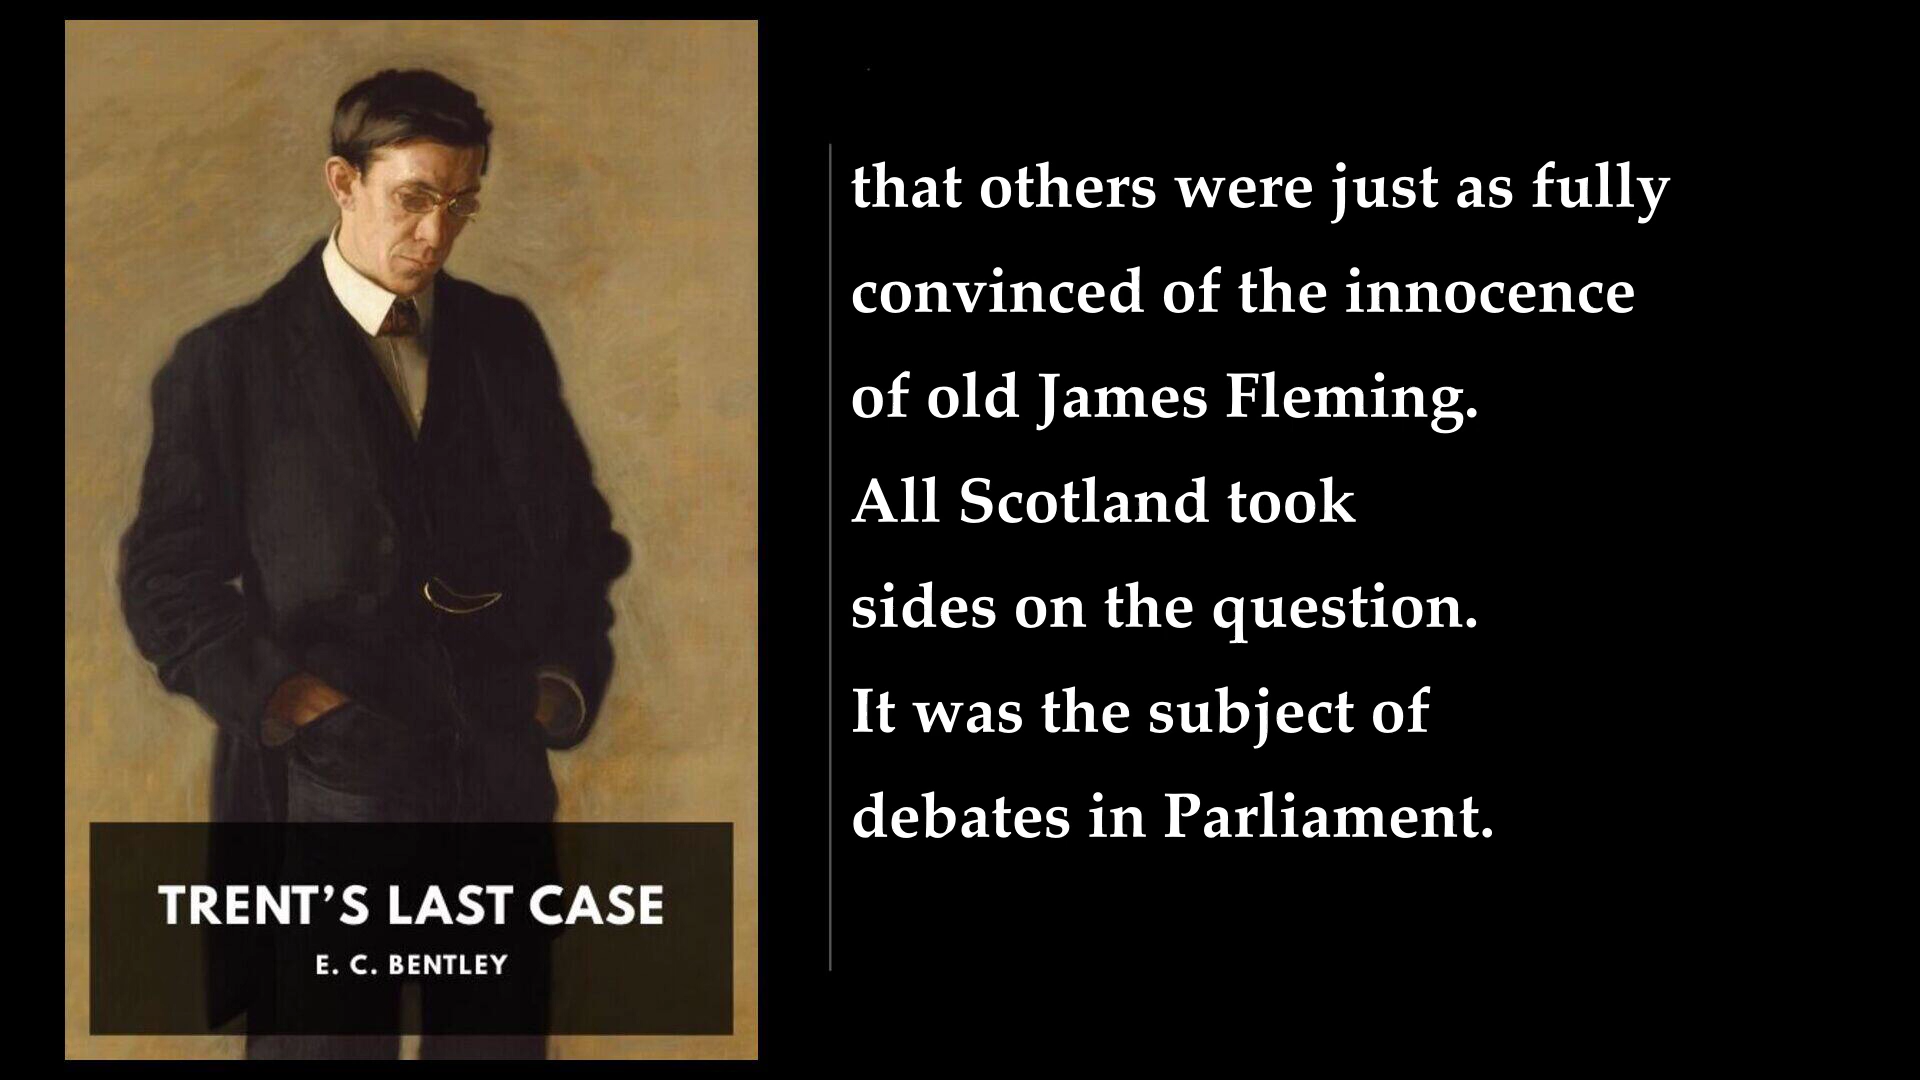 that others were just as fully
convinced of the innocence
of old James Fleming.
All Scotland took
sides on the question.
It was the subject of
debates in Parliament.
TRENT’S LAST CASE
E. C. BENTLEY